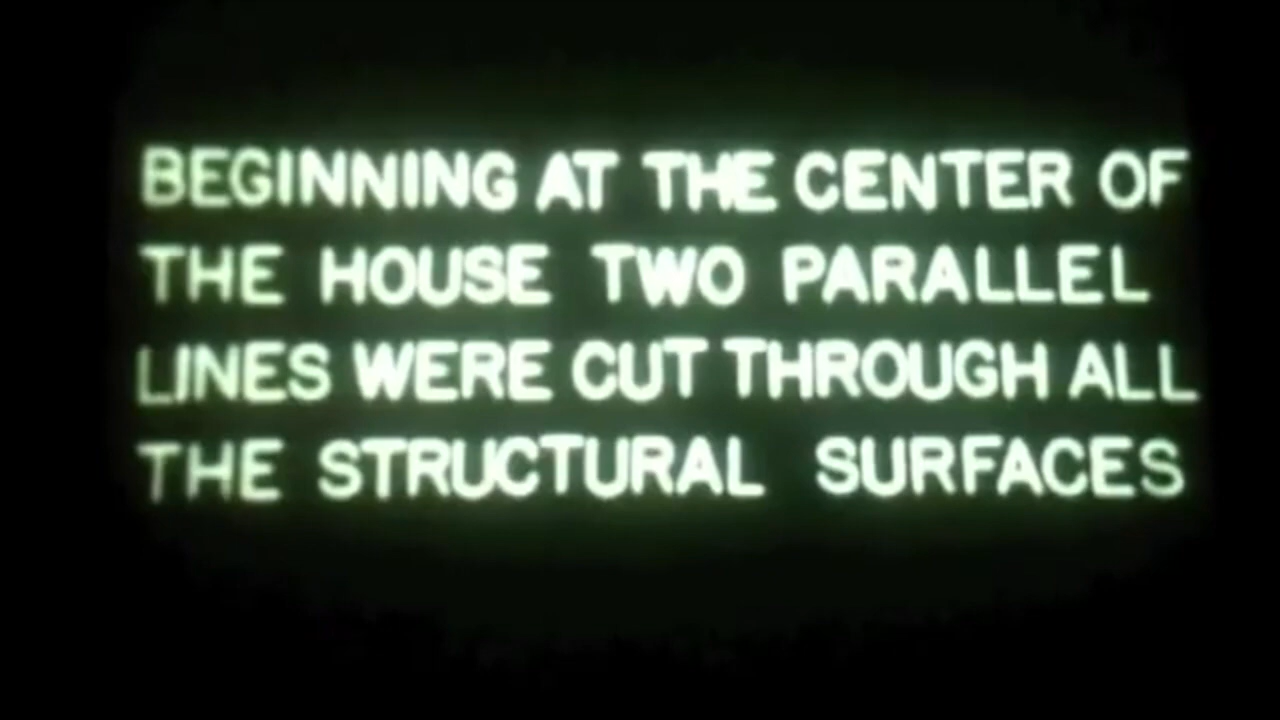 BEGINNING AT THE CENTER OF
THE HOUSE TWO PARALLEL
LINES WERE CUT THROUGH ALL
THE STRUCTURAL SURFACES